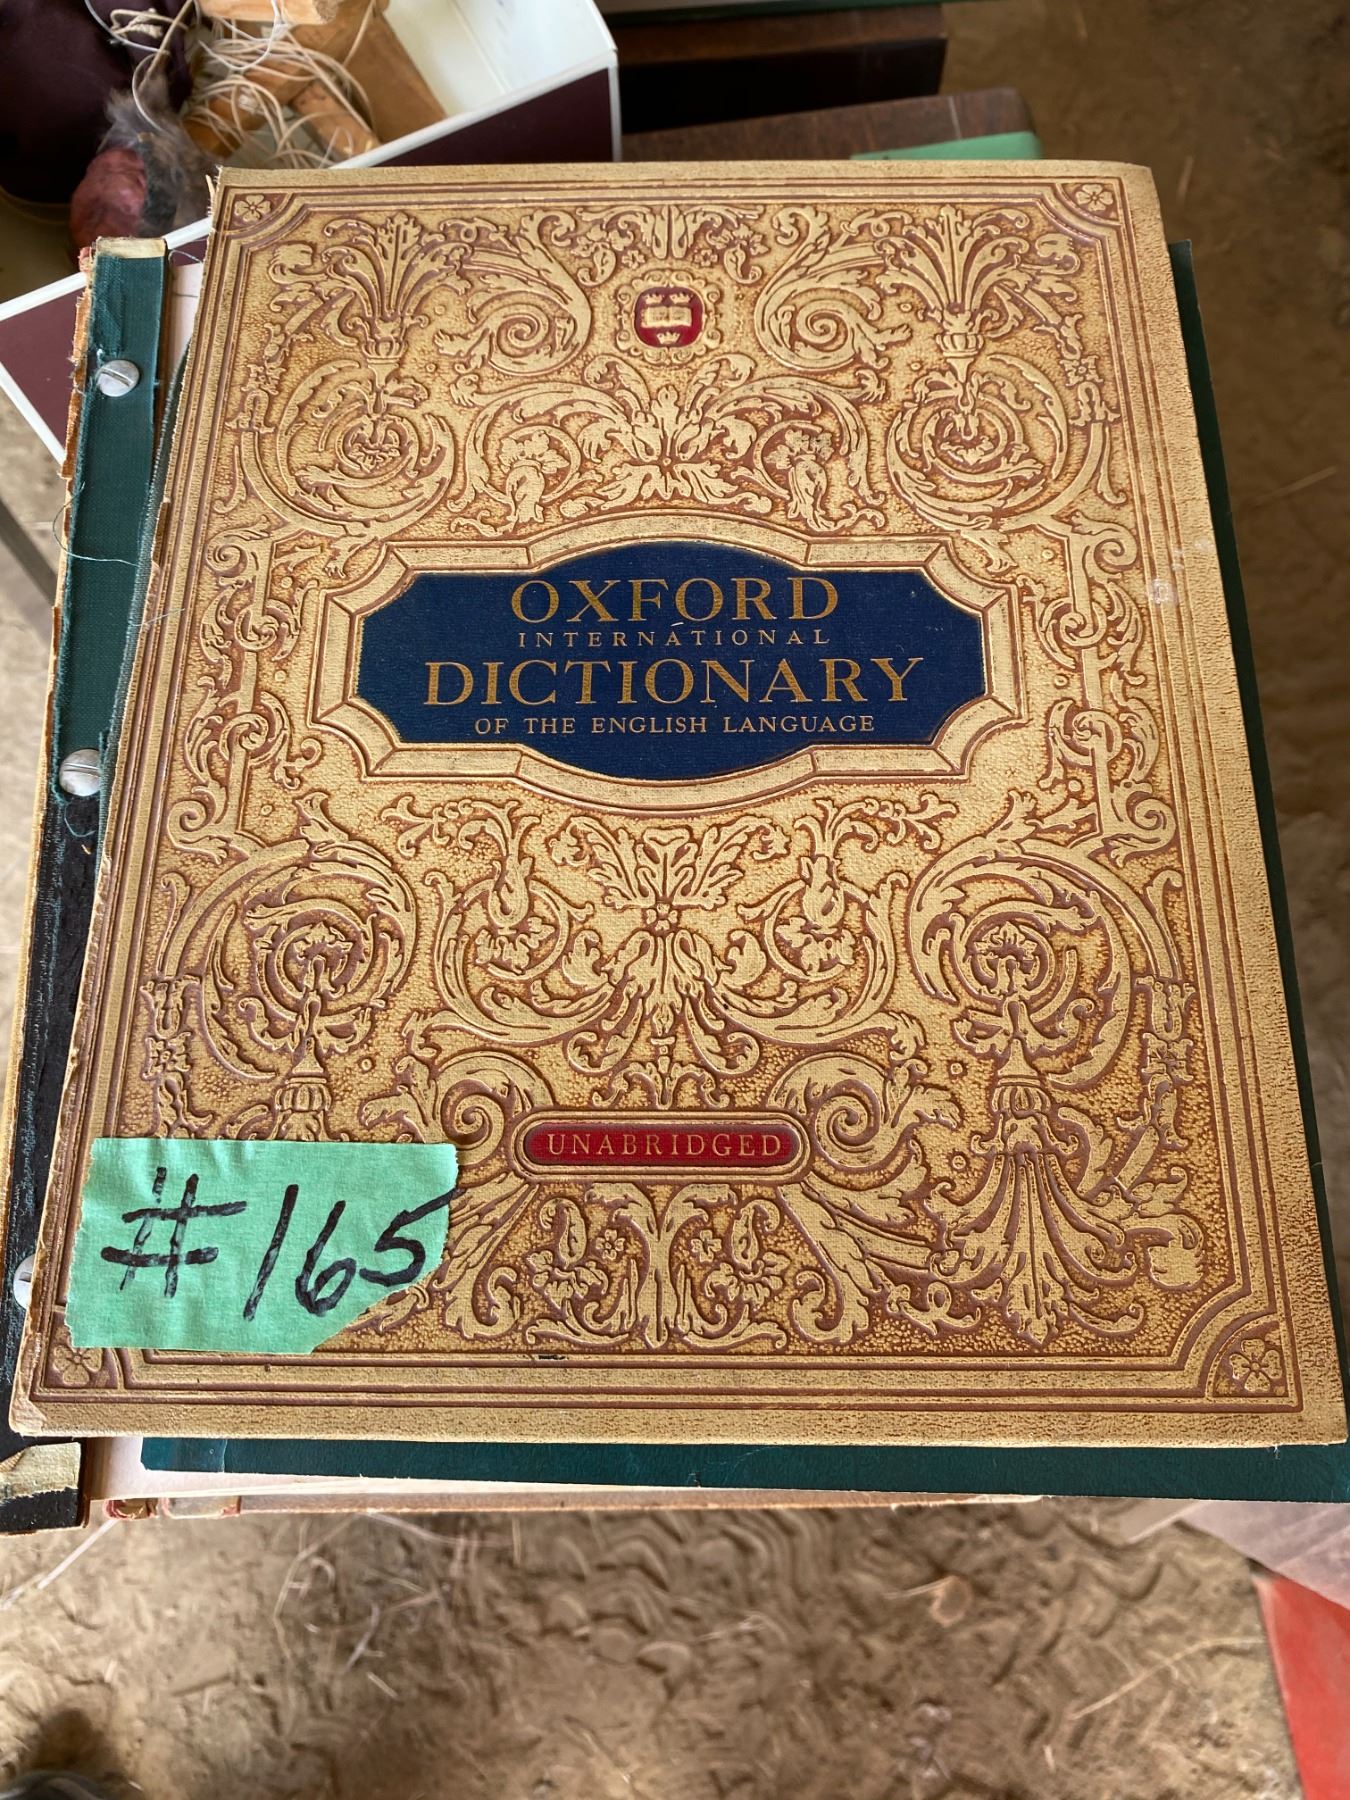 OXFORD
INTERNATIONAL
DICTIONARY
OF THE ENGLISH LANGUAGE
UNABRIDGED
#165